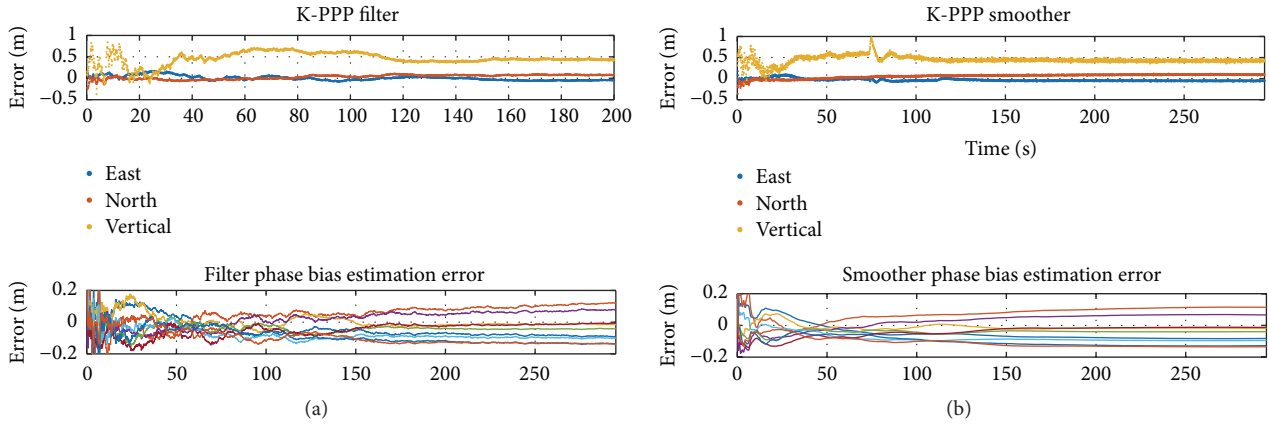 K-PPP filter
Error (m)
1
0.5
0
−0.5
0 20 40 60 80 100 120 140 160 180 200
East
North
Vertical
Filter phase bias estimation error
Error (m)
0.2
0
−0.2
0 50 100 150 200 250
(a)
K-PPP smoother
Error (m)
1
0.5
0
−0.5
0 50 100 150 200 250
Time (s)
East
North
Vertical
Smoother phase bias estimation error
Error (m)
0.2
0
−0.2
0 50 100 150 200 250
(b)